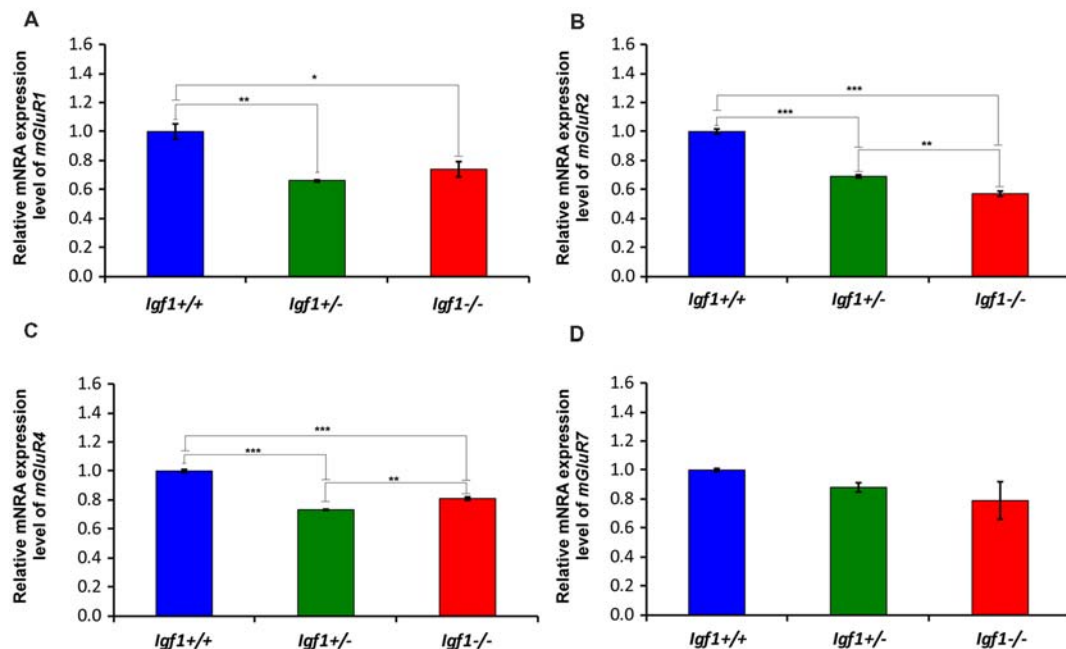 A
Relative mNRA expression
level of mGluR1
1.6
1.4
1.2
1.0
0.8
0.6
0.4
0.2
0.0
*
**
Igf1+/+ Igf1+/- Igf1-/-
B
Relative mNRA expression
level of mGluR2
1.6
1.4
1.2
1.0
0.8
0.6
0.4
0.2
0.0
***
***
**
Igf1+/+ Igf1+/- Igf1-/-
C
Relative mNRA expression
level of mGluR4
1.6
1.4
1.2
1.0
0.8
0.6
0.4
0.2
0.0
***
***
**
Igf1+/+ Igf1+/- Igf1-/-
D
Relative mNRA expression
level of mGluR7
1.6
1.4
1.2
1.0
0.8
0.6
0.4
0.2
0.0
Igf1+/+ Igf1+/- Igf1-/-